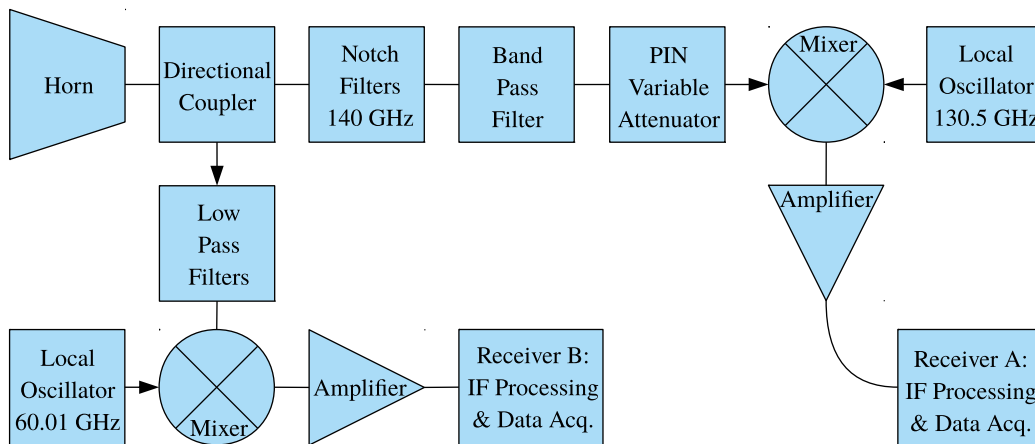 Horn
Directional
Coupler
Notch
Filters
140 GHz
Band
Pass
Filter
PIN
Variable
Attenuator
Mixer
Local
Oscillator
130.5 GHz
Low
Pass
Filters
Amplifier
Local
Oscillator
60.01 GHz
Mixer
Amplifier
Receiver B:
IF Processing
& Data Acq.
Receiver A:
IF Processing
& Data Acq.